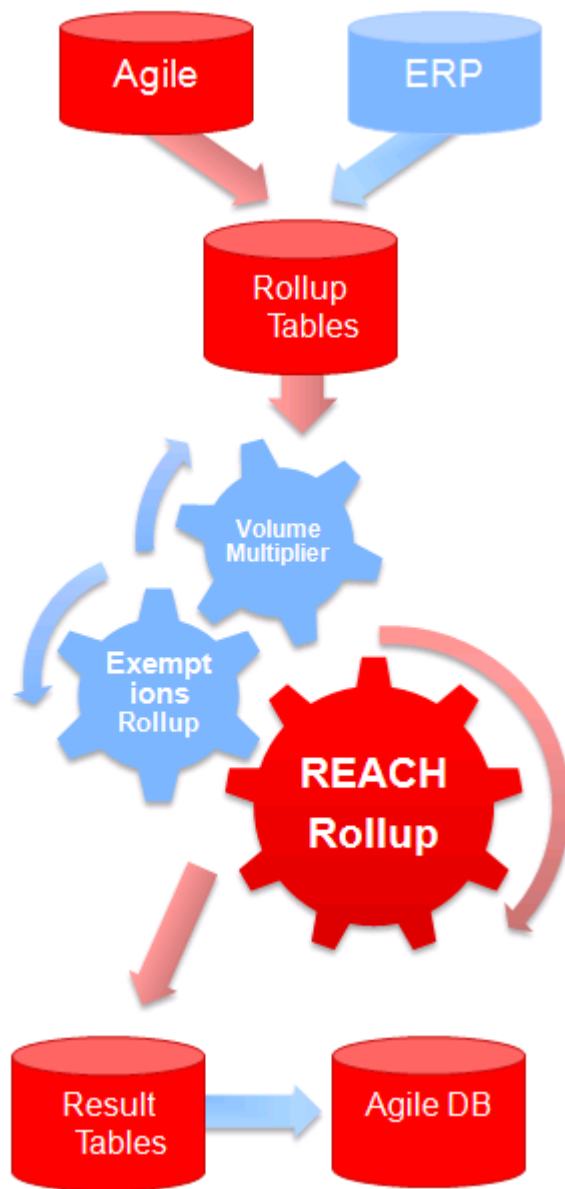 Agile
ERP
Rollup
Tables
Volume
Multiplier
Exempt
ions
Rollup
REACH
Rollup
Result
Tables
Agile DB